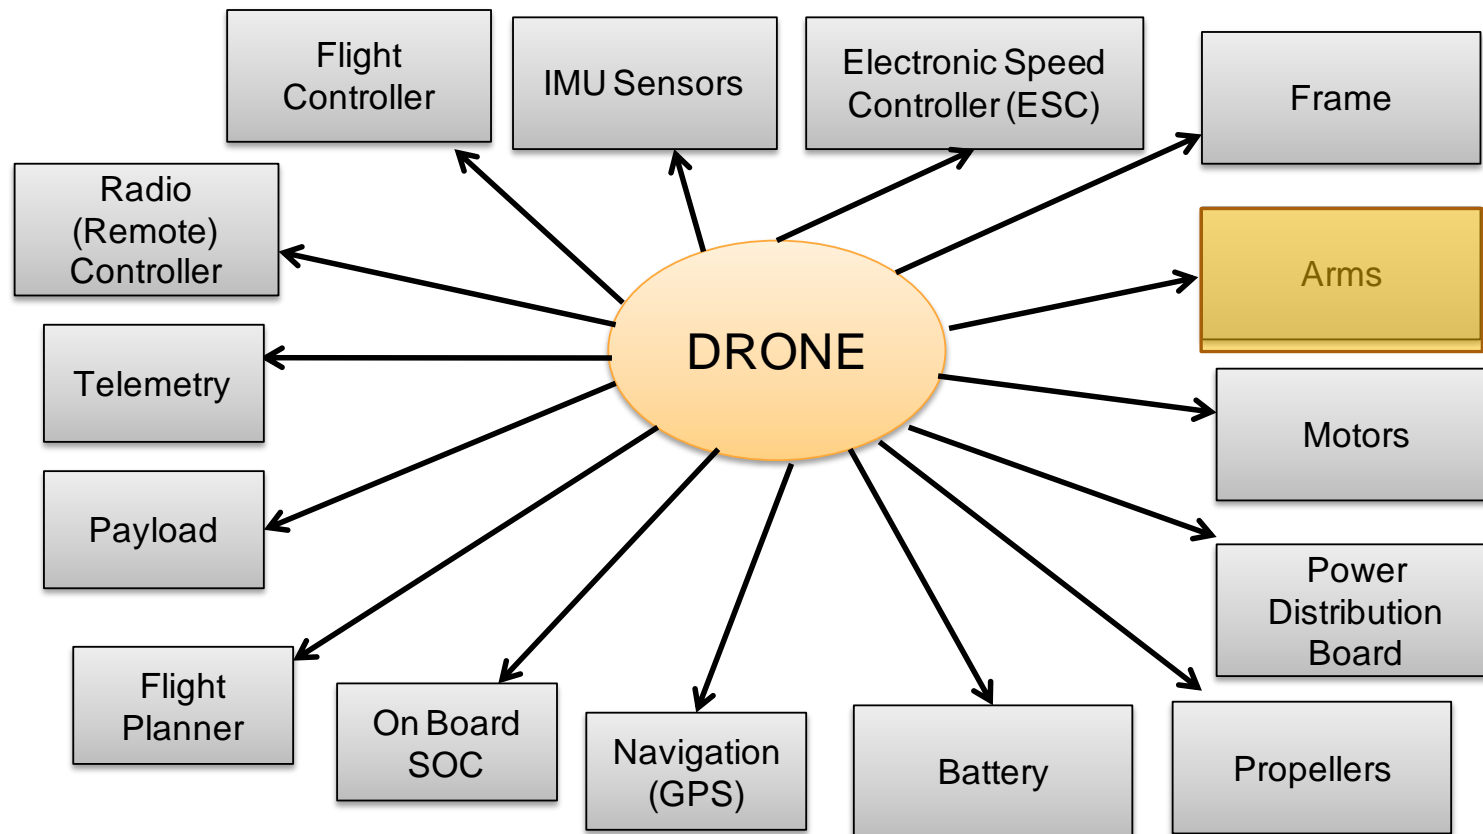 Flight
Controller
IMU Sensors
Electronic Speed
Controller (ESC)
Frame
Radio
(Remote)
Controller
Arms
DRONE
Telemetry
Motors
Payload
Power
Distribution
Board
Flight
Planner
On Board
SOC
Navigation
(GPS)
Battery
Propellers